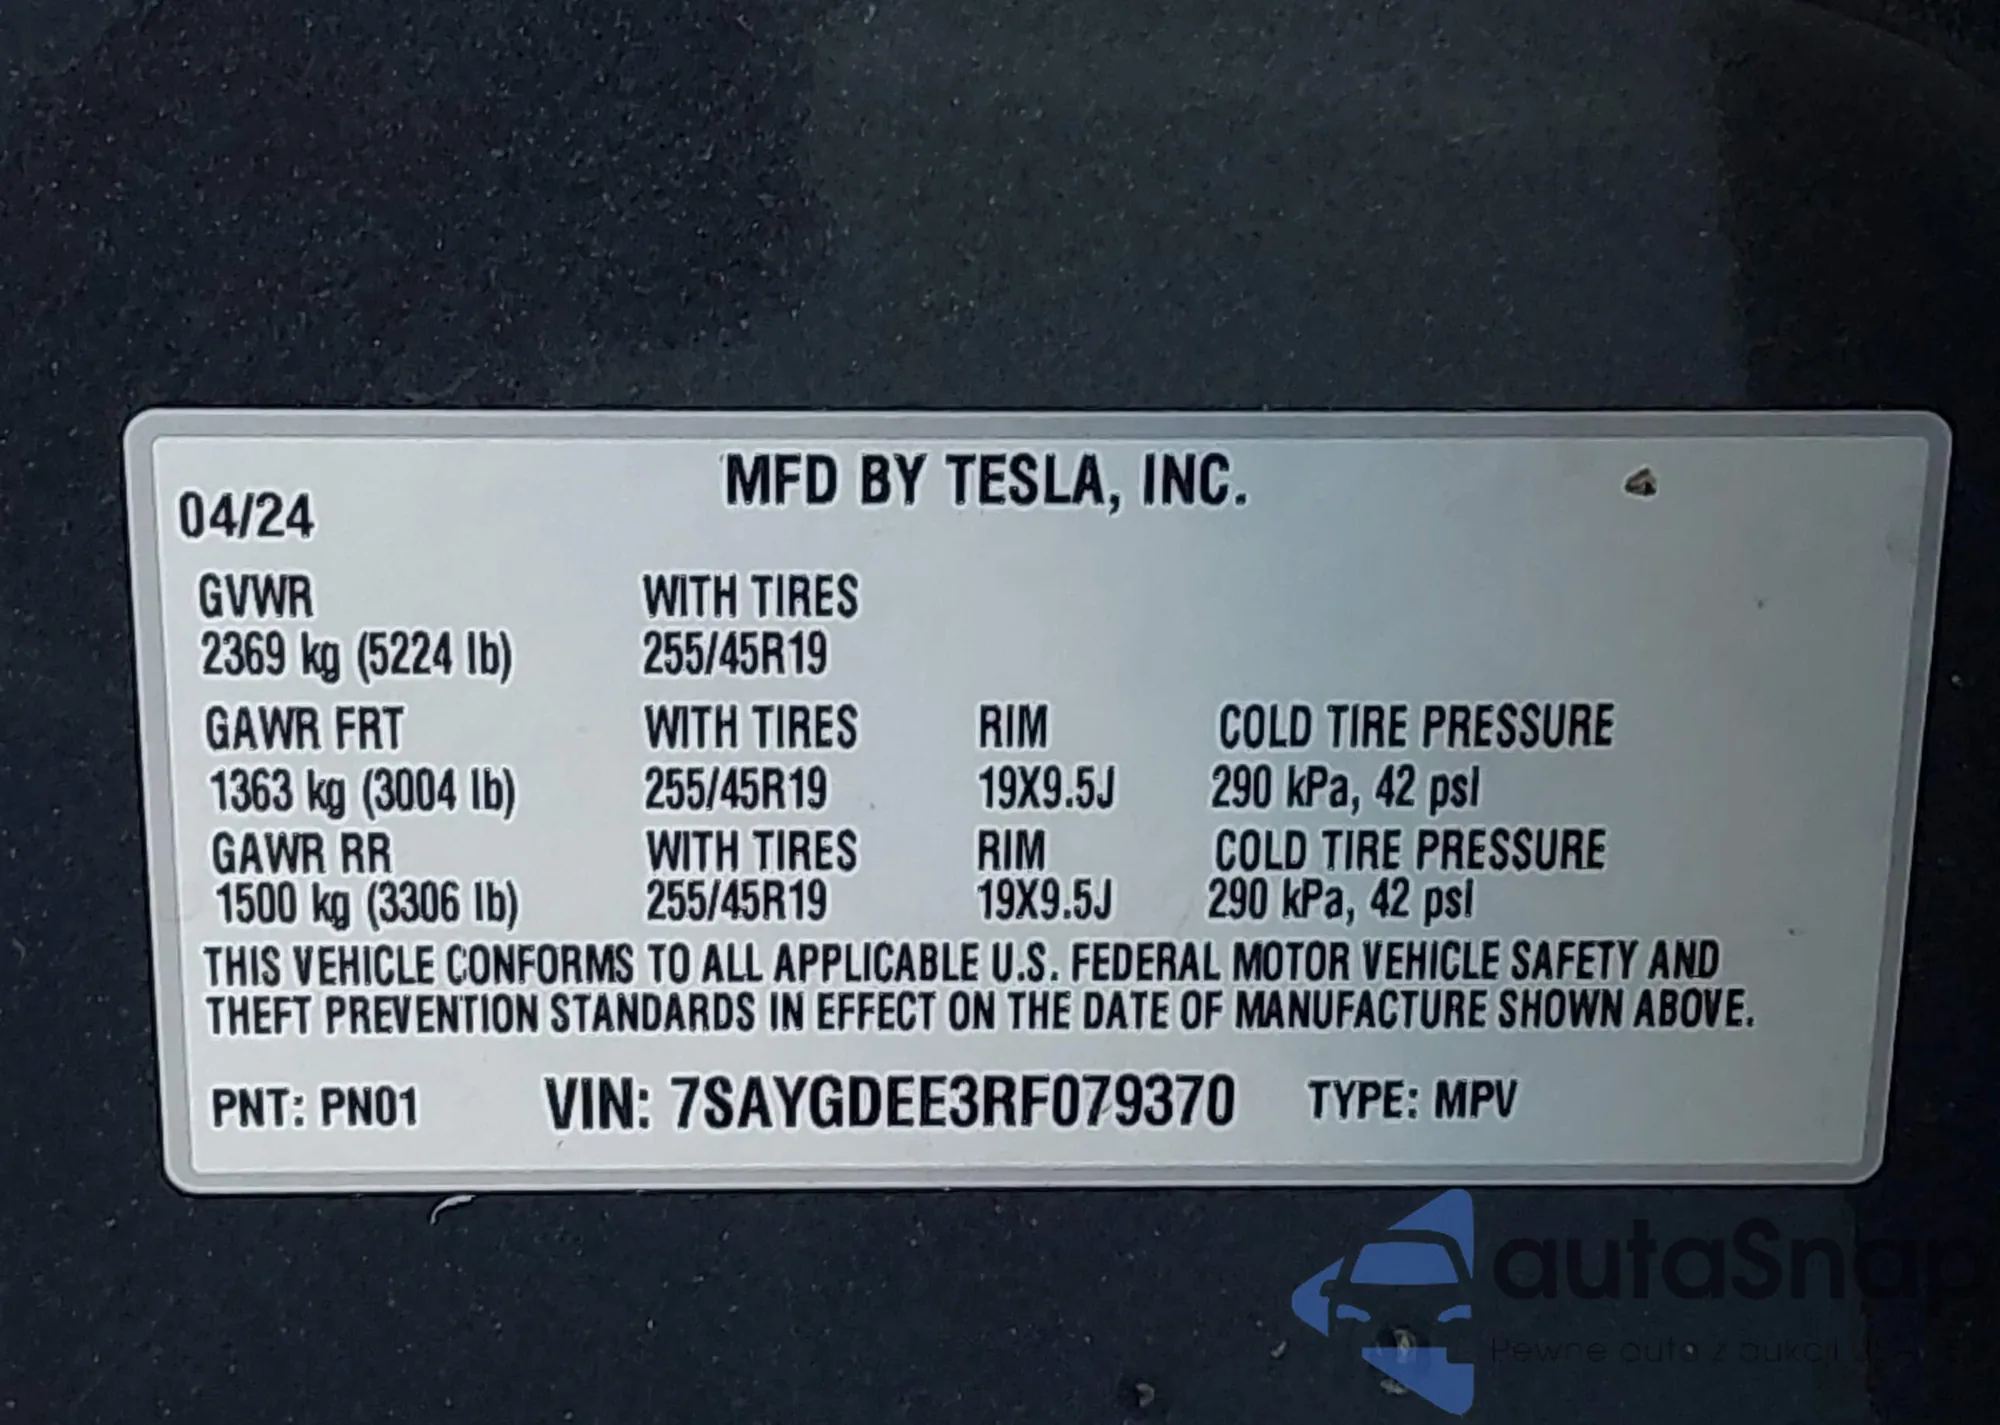 MFD BY TESLA, INC.
04/24
GVWR WITH TIRES
2369 kg (5224 lb) 255/45R19
GAWR FRT WITH TIRES RIM COLD TIRE PRESSURE
1363 kg (3004 lb) 255/45R19 19X9.5J 290 kPa, 42 psi
GAWR RR WITH TIRES RIM COLD TIRE PRESSURE
1500 kg (3306 lb) 255/45R19 19X9.5J 290 kPa, 42 psi
THIS VEHICLE CONFORMS TO ALL APPLICABLE U.S. FEDERAL MOTOR VEHICLE SAFETY AND
THEFT PREVENTION STANDARDS IN EFFECT ON THE DATE OF MANUFACTURE SHOWN ABOVE.
PNT: PN01 VIN: 7SAYGDEE3RF079370 TYPE: MPV
autaSnap
Pewne auta z aukcji